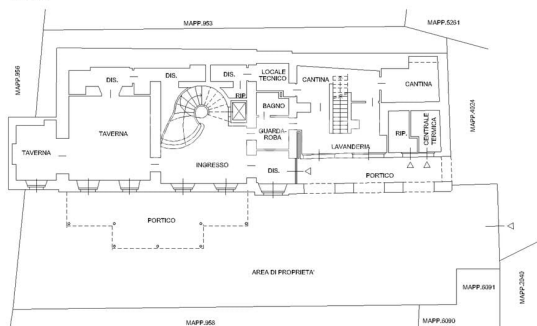 MAPP.953
MAPP.5261
MAPP.956
MAPP.4024
DIS.
DIS.
DIS.
LOCALE
TECNICO
CANTINA
CANTINA
RIP.
BAGNO
TAVERNA
TAVERNA
GUARDA-
ROBA
RIP.
CENTRALE
TERMICA
LAVANDERIA
INGRESSO
DIS.
PORTICO
PORTICO
AREA DI PROPRIETA'
MAPP.6091
MAPP.2049
MAPP.958
MAPP.6090